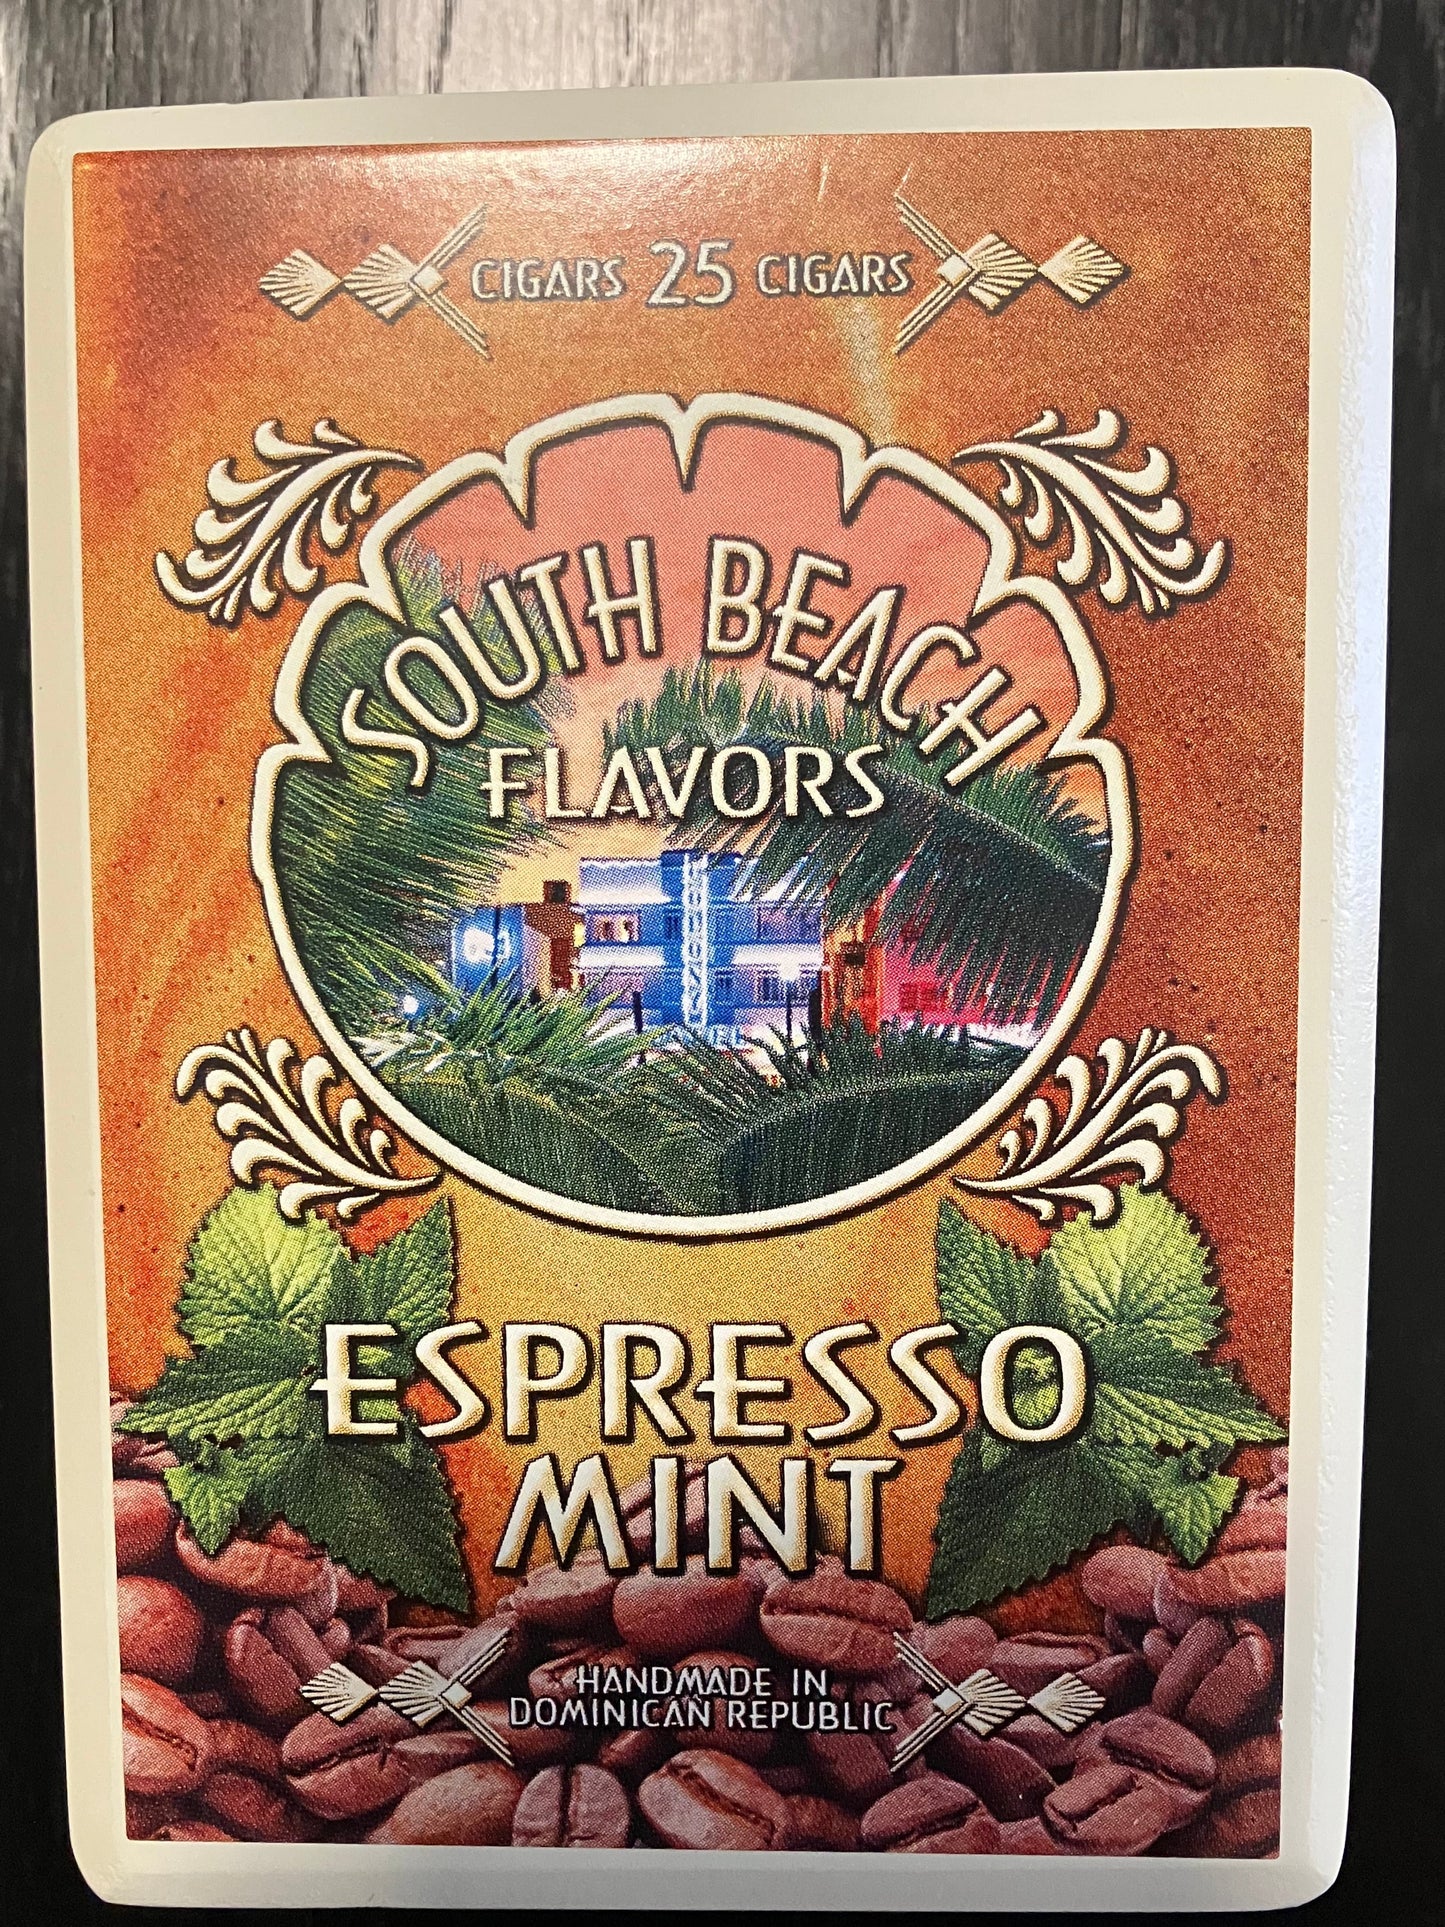 CIGARS 25 CIGARS
SOUTH BEACH
FLAVORS
ESPRESSO
MINT
HANDMADE IN
DOMINICAN REPUBLIC